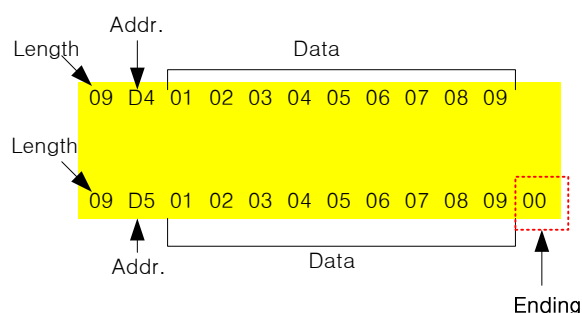 Addr.
Length
Data
09 D4 01 02 03 04 05 06 07 08 09
Length
09 D5 01 02 03 04 05 06 07 08 09 00
Addr.
Data
Ending